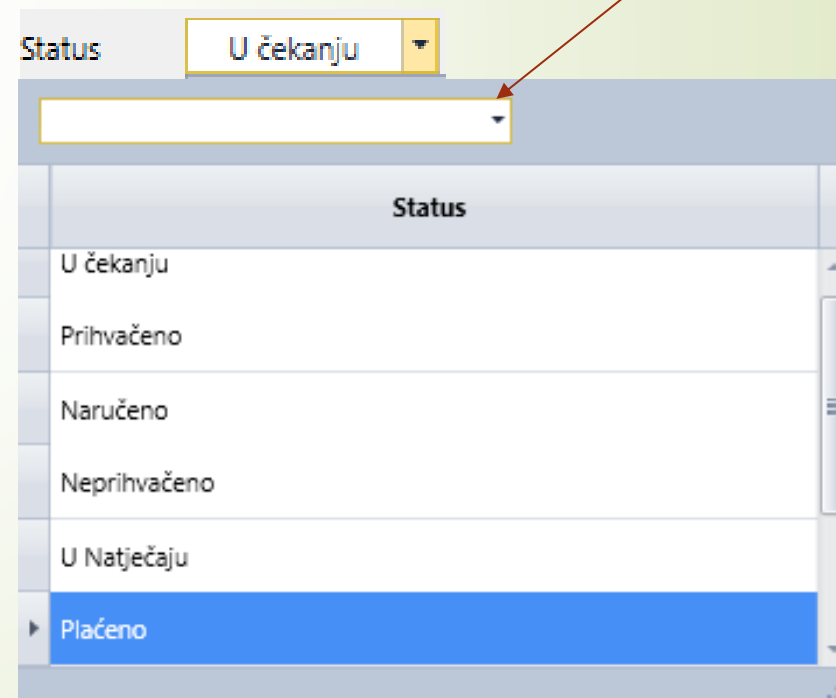 Status U čekanju
Status
U čekanju
Prihvačeno
Naručeno
Neprihvačeno
U Natječaju
Plaćeno